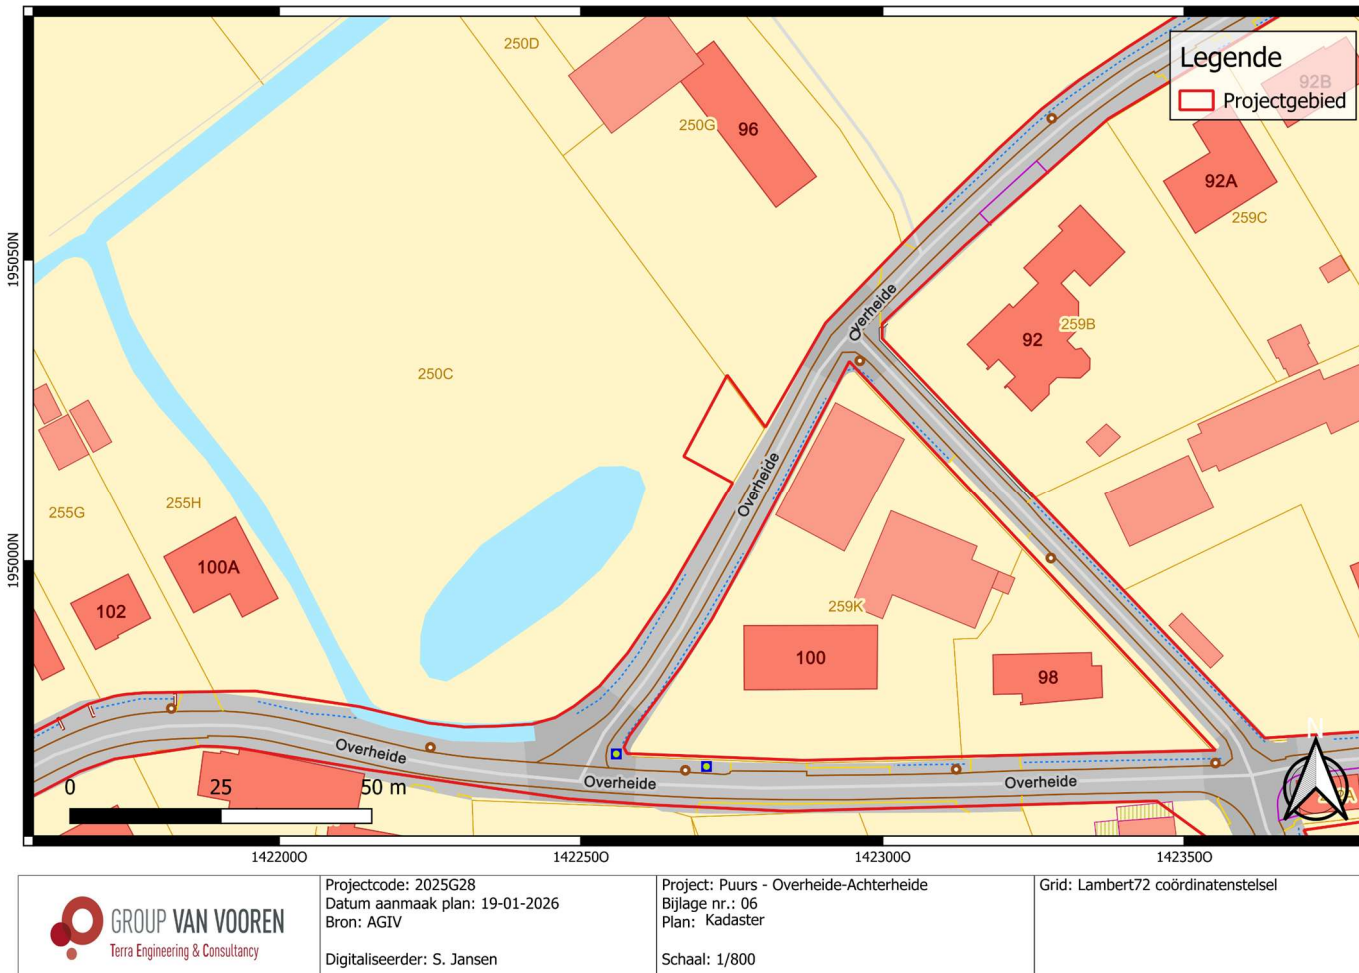 250D
Legende
Projectgebied
92B
250G
96
92A
259C
195050N
Overheide
259B
92
250C
Overheide
255G
255H
195000N
100A
102
259K
100
98
N
Overheide
Overheide
Overheide
0 25 50 m
142200O 142250O 142300O 142350O
GROUP VAN VOOREN
Terra Engineering & Consultancy
Projectcode: 2025G28
Datum aanmaak plan: 19-01-2026
Bron: AGIV
Digitaliseerder: S. Jansen
Project: Puurs - Overheide-Achterheide
Bijlage nr.: 06
Plan: Kadaster
Schaal: 1/800
Grid: Lambert72 coördinatenstelsel